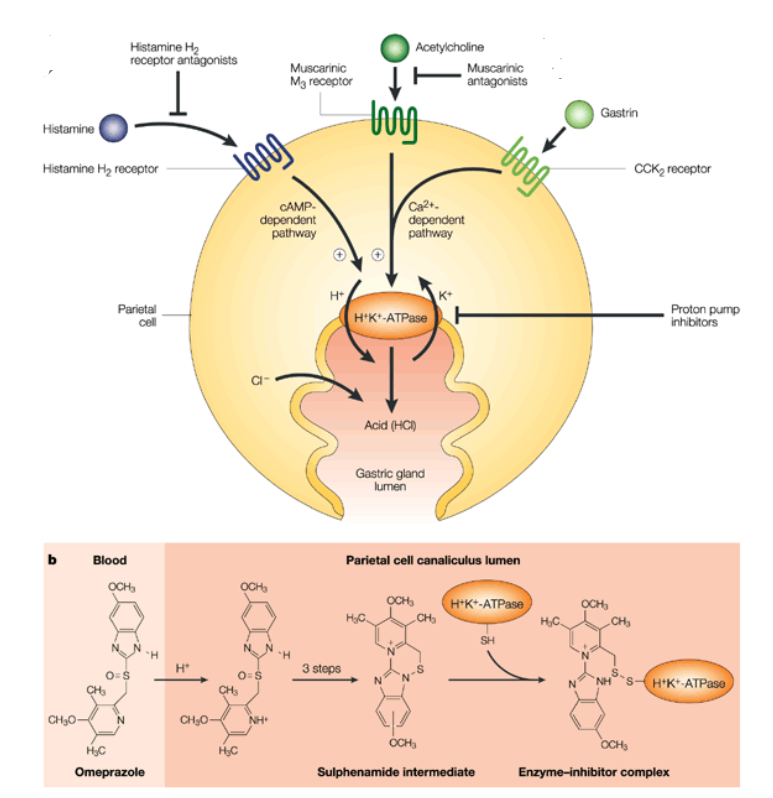 Histamine H₂
receptor antagonists
Acetylcholine
Muscarinic
M₃ receptor
Muscarinic
antagonists
Histamine
Gastrin
Histamine H₂ receptor
CCK₂ receptor
cAMP-
dependent
pathway
Ca²⁺-
dependent
pathway
+
+
H⁺
K⁺
H⁺K⁺-ATPase
Parietal
cell
Proton pump
inhibitors
Cl⁻
Acid (HCl)
Gastric gland
lumen
b
Blood
Parietal cell canaliculus lumen
OCH₃
N
N
H
O
S
CH₃
CH₃O
N
H₃C
Omeprazole
H⁺
OCH₃
N
N
H
O
S
CH₃
CH₃O
NH⁺
H₃C
3 steps
OCH₃
H₃C
CH₃
N
+
S
N
N
OCH₃
Sulphenamide intermediate
H⁺K⁺-ATPase
SH
OCH₃
H₃C
CH₃
N
+
N
NH
S
S
H⁺K⁺-ATPase
OCH₃
Enzyme–inhibitor complex